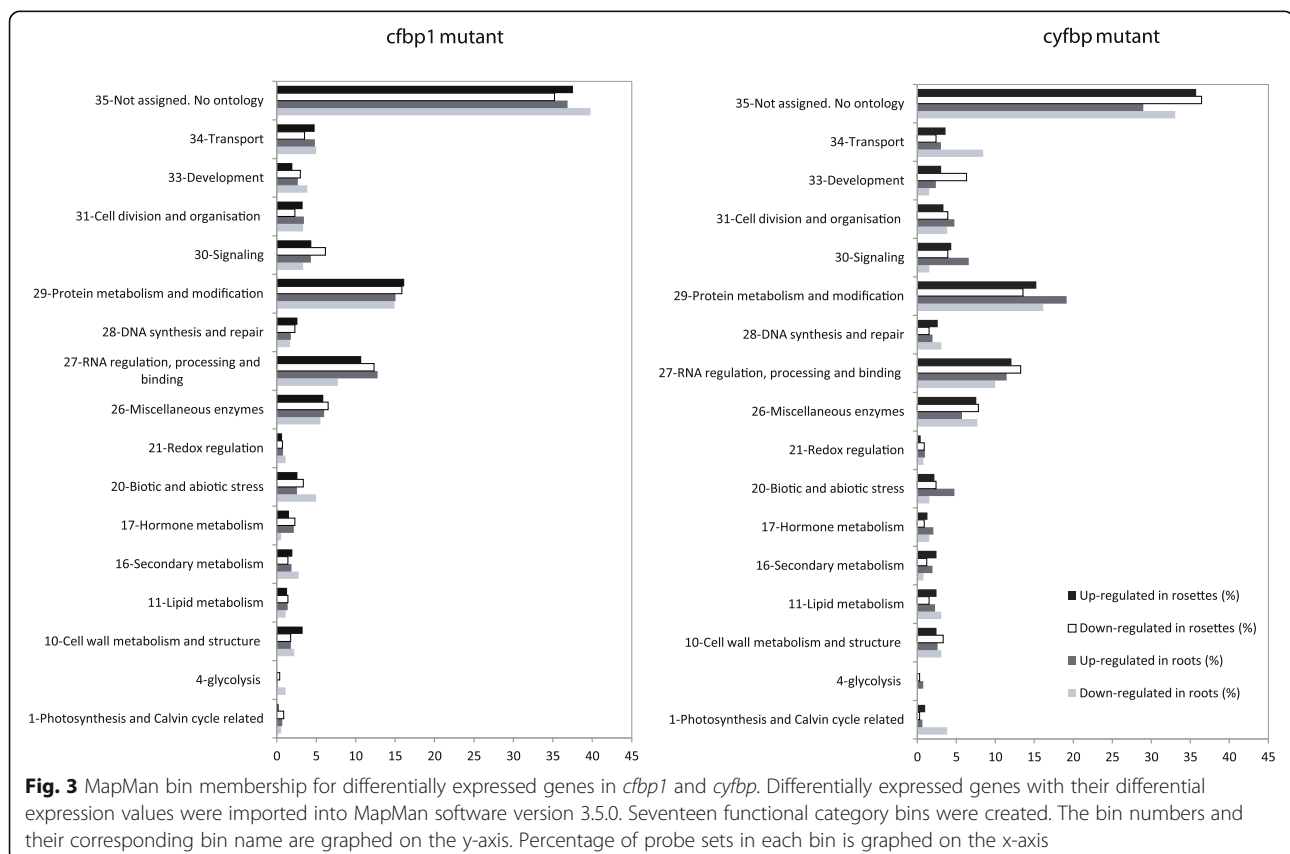 cfbp1 mutant
35-Not assigned. No ontology
34-Transport
33-Development
31-Cell division and organisation
30-Signaling
29-Protein metabolism and modification
28-DNA synthesis and repair
27-RNA regulation, processing and
binding
26-Miscellaneous enzymes
21-Redox regulation
20-Biotic and abiotic stress
17-Hormone metabolism
16-Secondary metabolism
11-Lipid metabolism
10-Cell wall metabolism and structure
4-glycolysis
1-Photosynthesis and Calvin cycle related
0 5 10 15 20 25 30 35 40 45
cyfbp mutant
35-Not assigned. No ontology
34-Transport
33-Development
31-Cell division and organisation
30-Signaling
29-Protein metabolism and modification
28-DNA synthesis and repair
27-RNA regulation, processing and binding
26-Miscellaneous enzymes
21-Redox regulation
20-Biotic and abiotic stress
17-Hormone metabolism
16-Secondary metabolism
11-Lipid metabolism
10-Cell wall metabolism and structure
4-glycolysis
1-Photosynthesis and Calvin cycle related
0 5 10 15 20 25 30 35 40 45
Up-regulated in rosettes (%)
Down-regulated in rosettes (%)
Up-regulated in roots (%)
Down-regulated in roots (%)
Fig. 3 MapMan bin membership for differentially expressed genes in cfbp1 and cyfbp. Differentially expressed genes with their differential
expression values were imported into MapMan software version 3.5.0. Seventeen functional category bins were created. The bin numbers and
their corresponding bin name are graphed on the y-axis. Percentage of probe sets in each bin is graphed on the x-axis